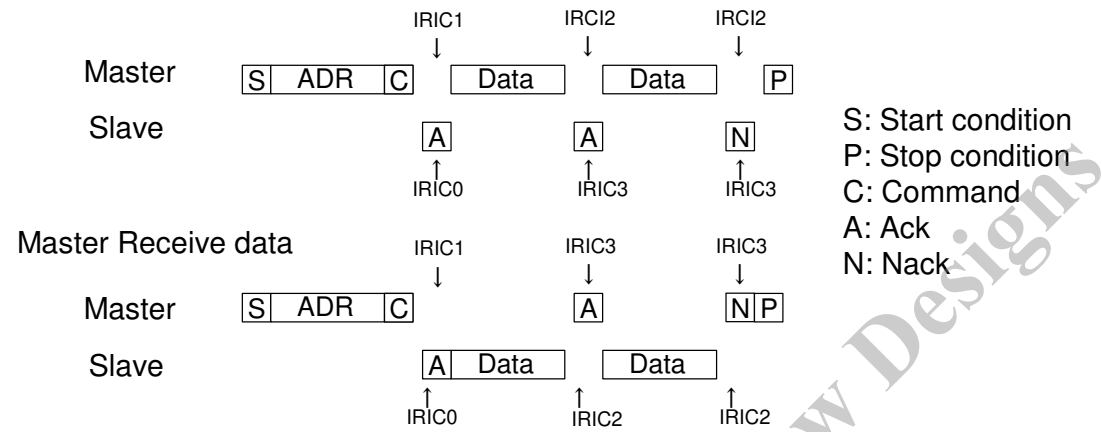 IRIC1 IRCI2 IRCI2
↓ ↓ ↓
Master S ADR C Data Data P
Slave A A N
↑ ↑ ↑
IRIC0 IRIC3 IRIC3
S: Start condition
P: Stop condition
C: Command
A: Ack
N: Nack
Master Receive data
IRIC1 IRIC3 IRIC3
↓ ↓ ↓
Master S ADR C A N P
Slave A Data Data
↑ ↑ ↑
IRIC0 IRIC2 IRIC2
w Designs